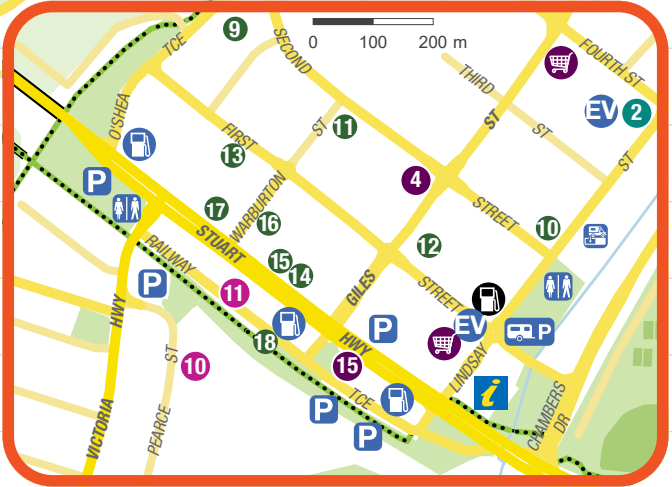 9
0 100 200 m
TCE
SECOND
FOURTH ST
THIRD
ST
EV
2
O'SHEA
FIRST
ST
11
ST
13
P
4
ST
17
16
WARBURTON
STREET
10
STUART
RAILWAY
12
15
14
P
11
GILES
STREET
HWY
EV
P
P
18
HWY
15
LINDSAY
i
10
ST
TCE
P
P
CHAMBERS
DR
VICTORIA
PEARCE